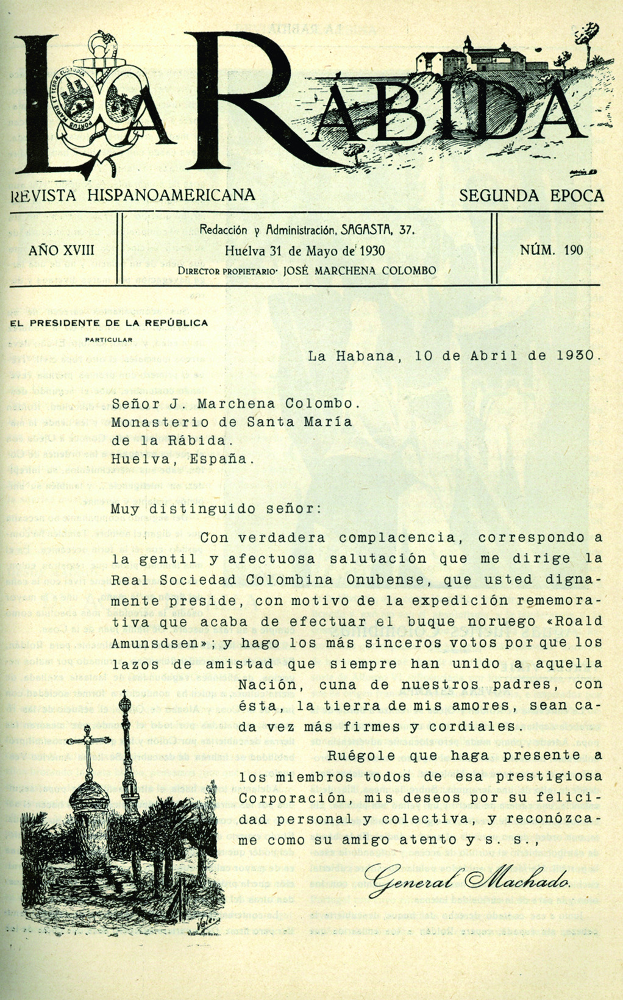 LA RÁBIDA
PORTUS MARIS ET TERRÆ CUSTODIA
REVISTA HISPANOAMERICANA
SEGUNDA EPOCA
AÑO XVIII
Redacción y Administración, SAGASTA, 37.
Huelva 31 de Mayo de 1930
DIRECTOR PROPIETARIO· JOSÉ MARCHENA COLOMBO
NÚM. 190
EL PRESIDENTE DE LA REPÚBLICA
PARTICULAR
La Habana, 10 de Abril de 1930.
Señor J. Marchena Colombo.
Monasterio de Santa María
de la Rábida.
Huelva, España.
Muy distinguido señor:
Con verdadera complacencia, correspondo a
la gentil y afectuosa salutación que me dirige la
Real Sociedad Colombina Onubense, que usted digna-
mente preside, con motivo de la expedición rememora-
tiva que acaba de efectuar el buque noruego «Roald
Amunsdsen»; y hago los más sinceros votos por que los
lazos de amistad que siempre han unido a aquella
Nación, cuna de nuestros padres, con
ésta, la tierra de mis amores, sean ca-
da vez más firmes y cordiales.
Ruégole que haga presente a
los miembros todos de esa prestigiosa
Corporación, mis deseos por su felici-
dad personal y colectiva, y reconózca-
me como su amigo atento y s. s.,
General Machado.